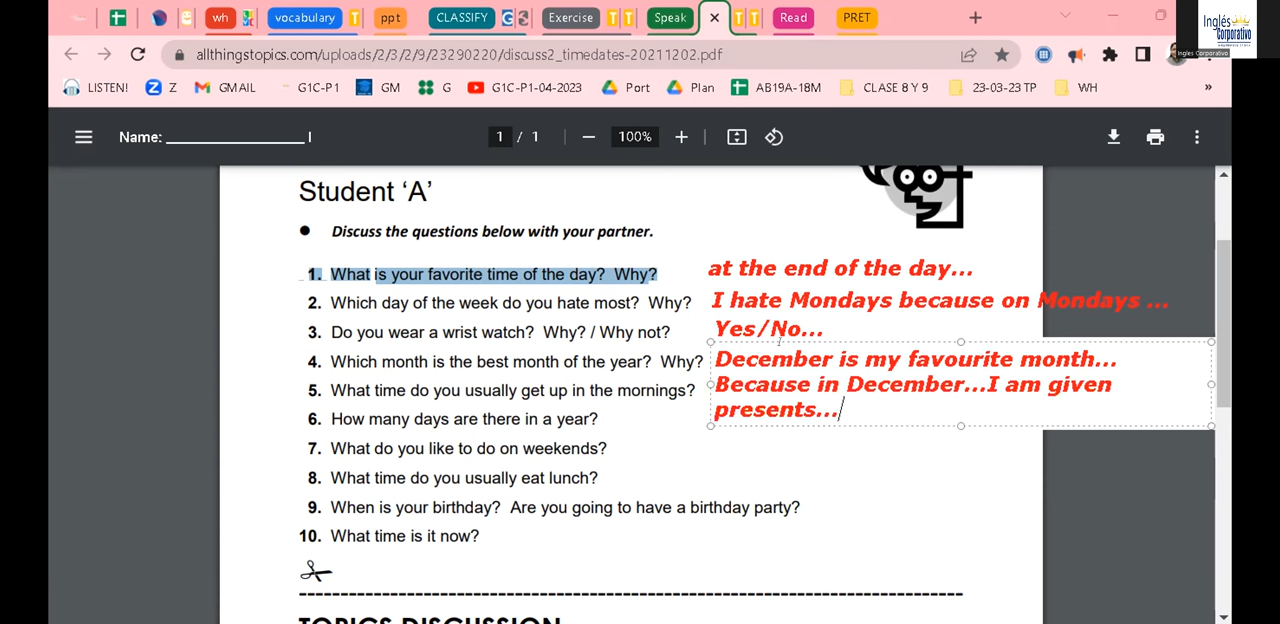 wh vocabulary T ppt CLASSIFY G Exercise T T Speak T T Read PRET
allthingstopics.com/uploads/2/3/2/9/23290220/discuss2_timedates-20211202.pdf
Inglés
Corporativo
Inglés Corporativo
LISTEN! Z GMAIL G1C-P1 GM G G1C-P1-04-2023 Port Plan AB19A-18M CLASE 8 Y 9 23-03-23 TP WH »
Name: __________________ I 1 / 1 100%
Student ‘A’
Discuss the questions below with your partner.
1. What is your favorite time of the day? Why? at the end of the day...
2. Which day of the week do you hate most? Why? I hate Mondays because on Mondays ...
3. Do you wear a wrist watch? Why? / Why not? Yes/No...
4. Which month is the best month of the year? Why? December is my favourite month...
5. What time do you usually get up in the mornings? Because in December...I am given
presents...
6. How many days are there in a year?
7. What do you like to do on weekends?
8. What time do you usually eat lunch?
9. When is your birthday? Are you going to have a birthday party?
10. What time is it now?
TOPICS DISCUSSION